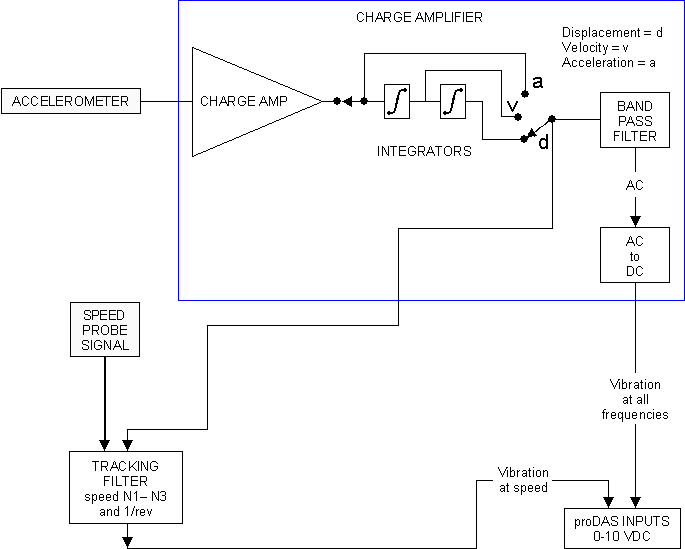 CHARGE AMPLIFIER
Displacement = d
Velocity = v
Acceleration = a
ACCELEROMETER
CHARGE AMP
a
v
d
INTEGRATORS
BAND
PASS
FILTER
AC
AC
to
DC
SPEED
PROBE
SIGNAL
Vibration
at all
frequencies
TRACKING
FILTER
speed N1– N3
and 1/rev
Vibration
at speed
proDAS INPUTS
0-10 VDC